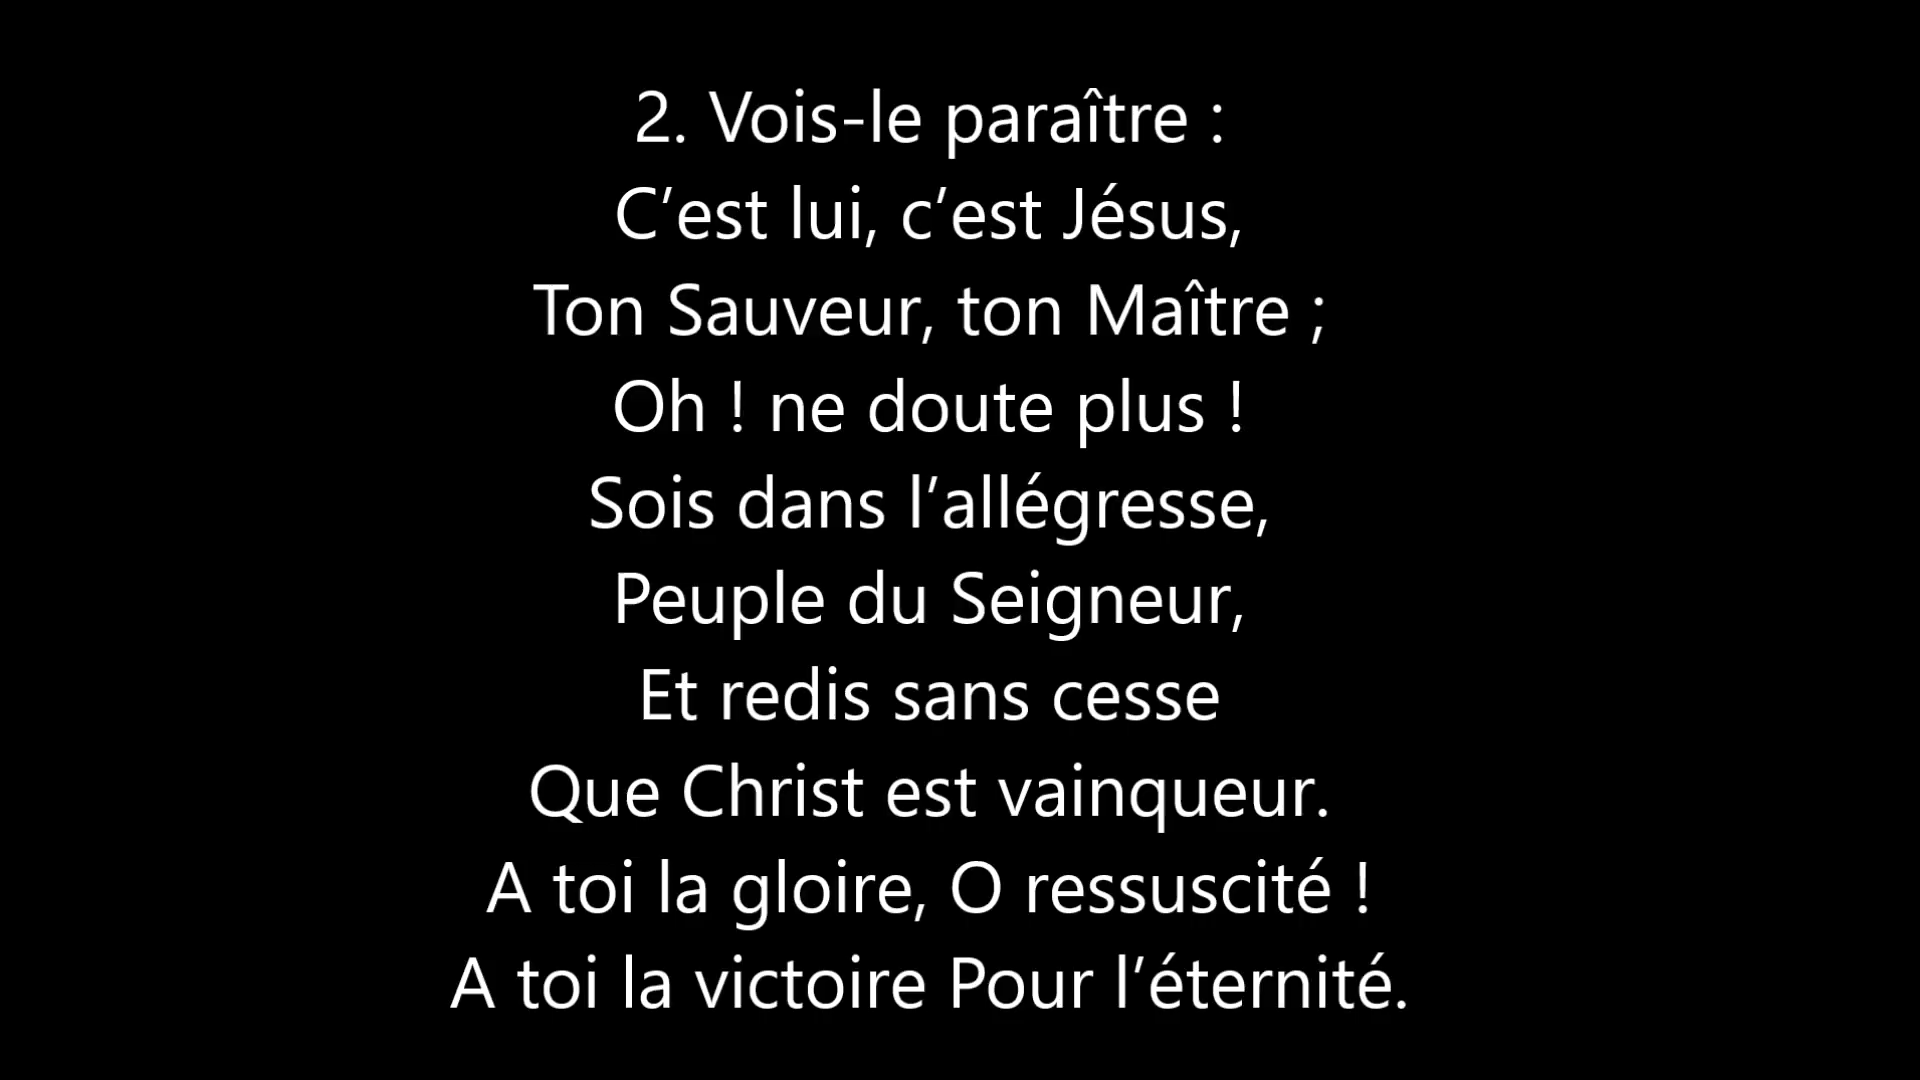 2. Vois-le paraître :
C’est lui, c’est Jésus,
Ton Sauveur, ton Maître ;
Oh ! ne doute plus !
Sois dans l’allégresse,
Peuple du Seigneur,
Et redis sans cesse
Que Christ est vainqueur.
A toi la gloire, O ressuscité !
A toi la victoire Pour l’éternité.